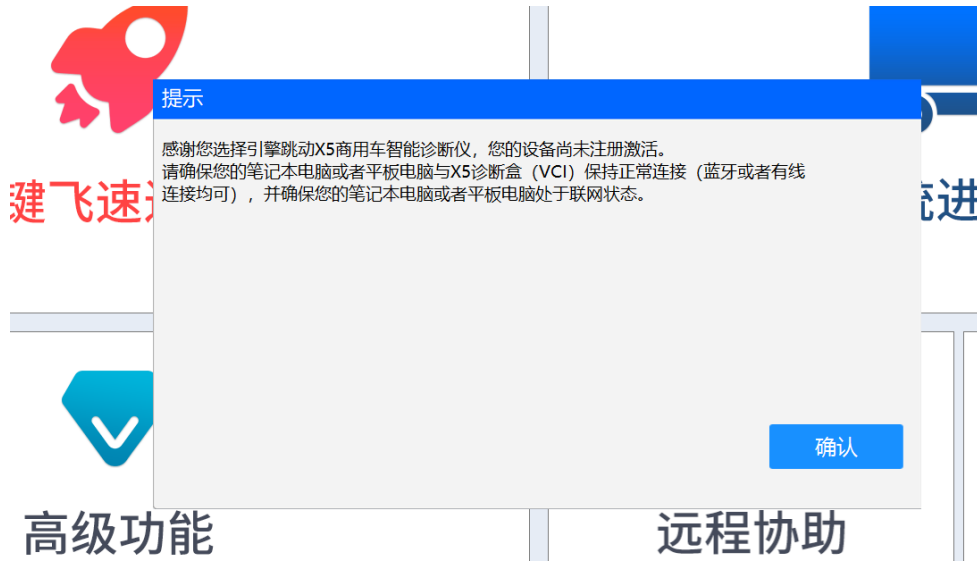 提示
感谢您选择引擎跳动X5商用车智能诊断仪，您的设备尚未注册激活。
请确保您的笔记本电脑或者平板电脑与X5诊断盒（VCI）保持正常连接（蓝牙或者有线
连接均可），并确保您的笔记本电脑或者平板电脑处于联网状态。
键飞速
统进
确认
高级功能
远程协助